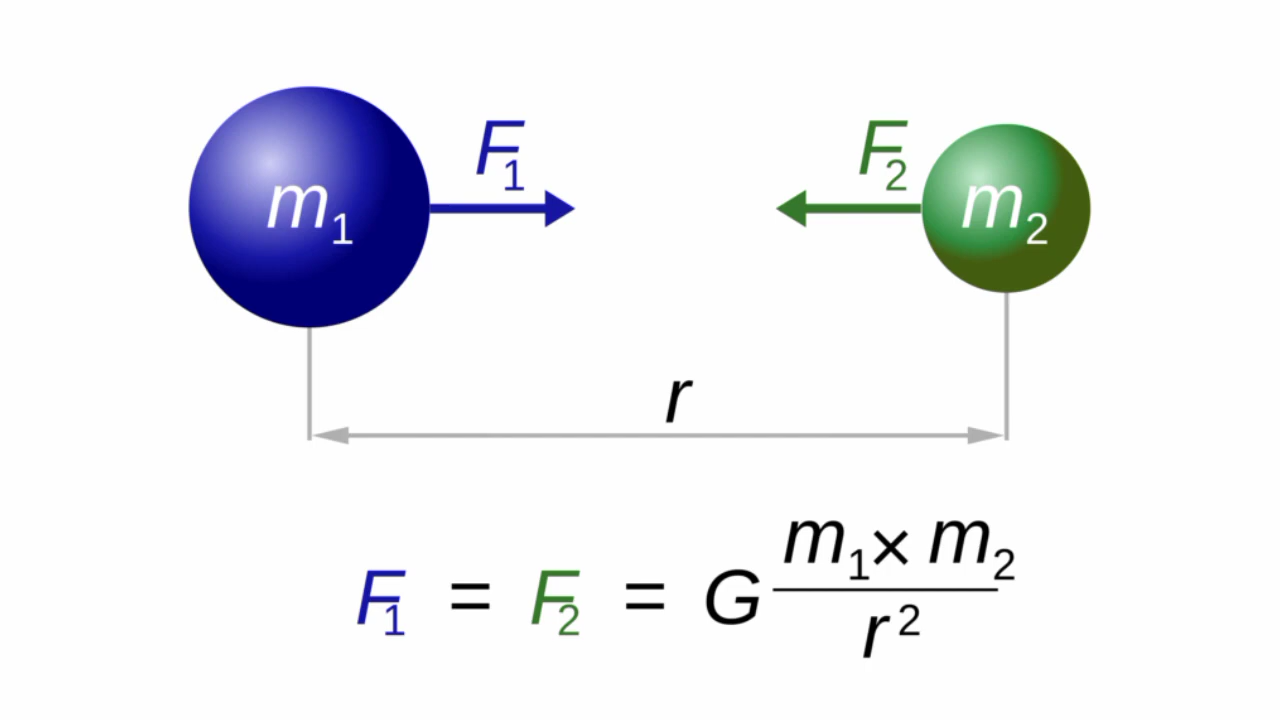 F₁ F₂
m₁ m₂
r
F₁ = F₂ = G m₁ × m₂ / r²